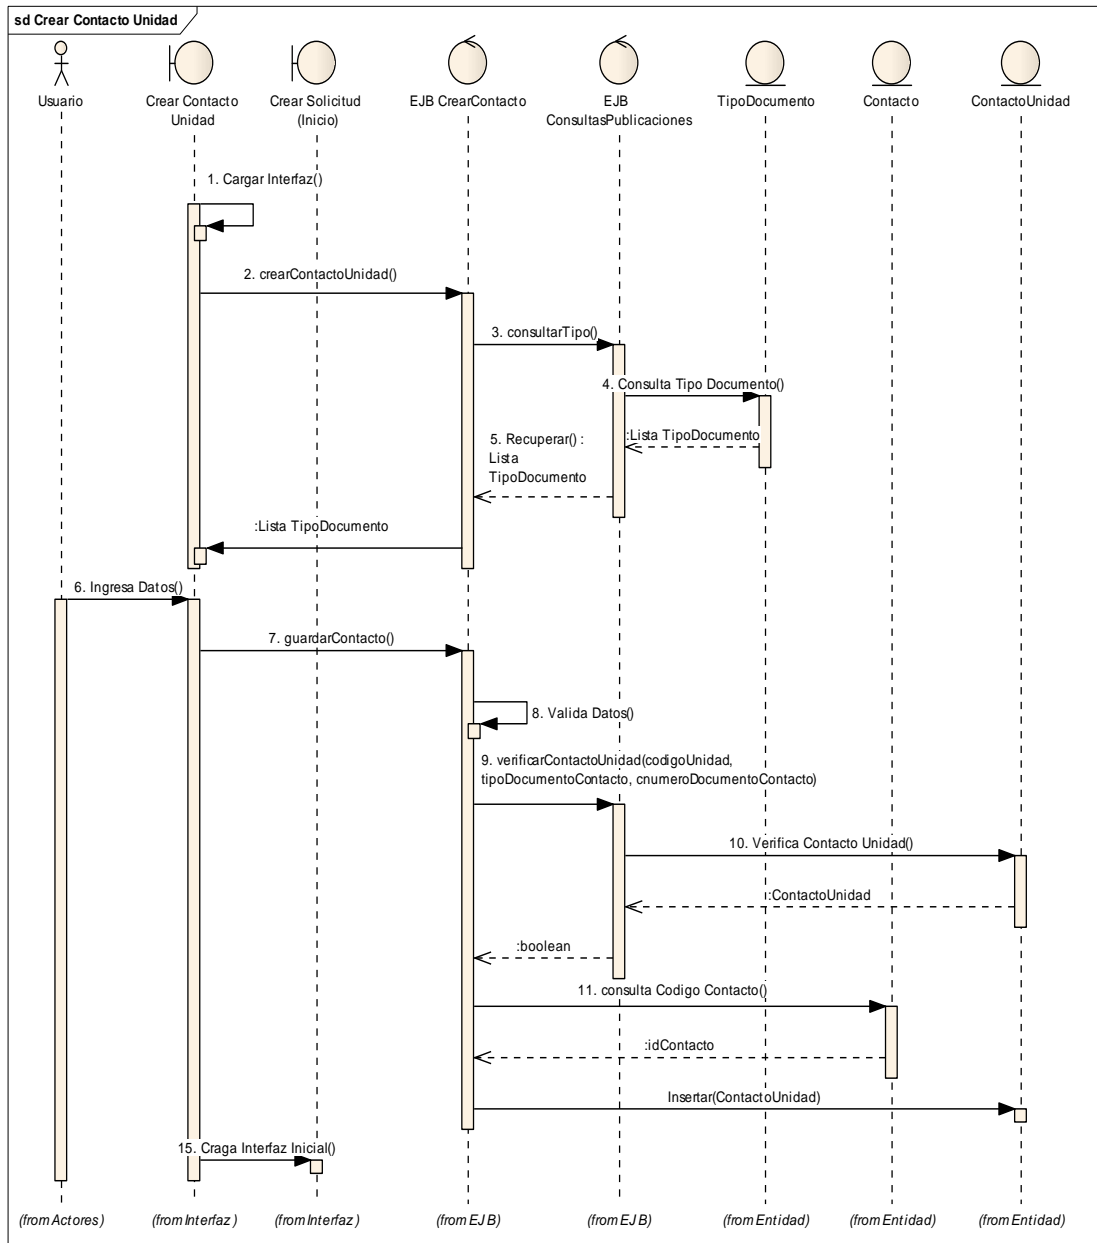 sd Crear Contacto Unidad
Usuario
Crear Contacto
Unidad
Crear Solicitud
(Inicio)
EJB CrearContacto
EJB
ConsultasPublicaciones
TipoDocumento
Contacto
ContactoUnidad
1. Cargar Interfaz()
2. crearContactoUnidad()
3. consultarTipo()
4. Consulta Tipo Documento()
:Lista TipoDocumento
5. Recuperar() :
Lista
TipoDocumento
:Lista TipoDocumento
6. Ingresa Datos()
7. guardarContacto()
8. Valida Datos()
9. verificarContactoUnidad(codigoUnidad,
tipoDocumentoContacto, cnumeroDocumentoContacto)
10. Verifica Contacto Unidad()
:ContactoUnidad
:boolean
11. consulta Codigo Contacto()
:idContacto
Insertar(ContactoUnidad)
15. Craga Interfaz Inicial()
(from Actores)
(from Interfaz)
(from Interfaz)
(from EJB)
(from EJB)
(from Entidad)
(from Entidad)
(from Entidad)